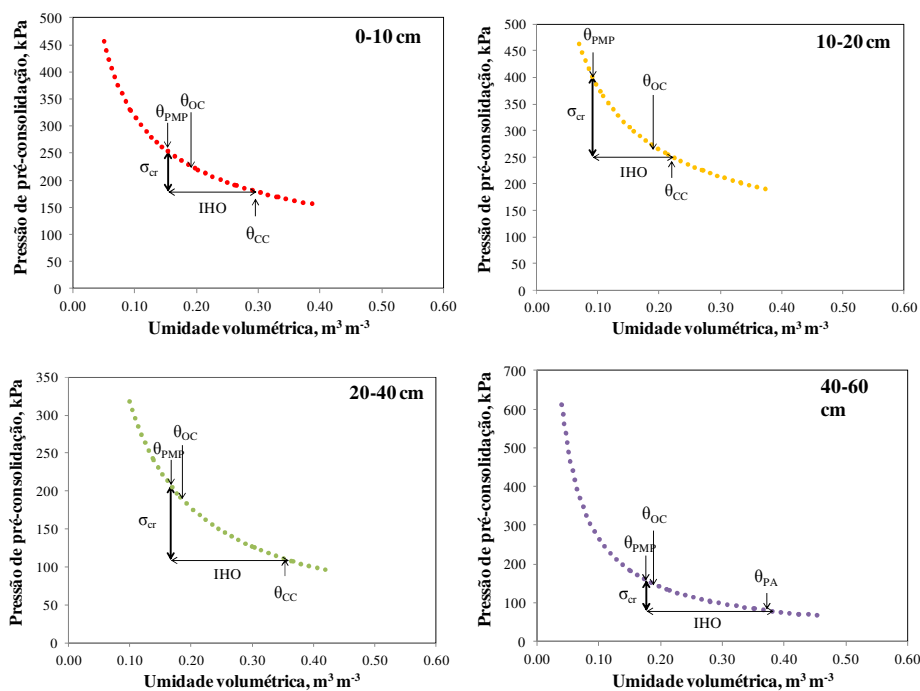 0-10 cm
Pressão de pré-consolidação, kPa
500
450
400
350
300
250
200
150
100
50
0
θPMP
θOC
σcr
IHO
θCC
0.00 0.10 0.20 0.30 0.40 0.50 0.60
Umidade volumétrica, m³ m⁻³
10-20 cm
Pressão de pré-consolidação, kPa
500
450
400
350
300
250
200
150
100
50
0
θPMP
θOC
σcr
IHO
θCC
0.00 0.10 0.20 0.30 0.40 0.50 0.60
Umidade volumétrica, m³ m⁻³
20-40 cm
Pressão de pré-consolidação, kPa
350
300
250
200
150
100
50
0
θOC
θPMP
σcr
IHO
θCC
0.00 0.10 0.20 0.30 0.40 0.50 0.60
Umidade volumétrica, m³ m⁻³
40-60
cm
Pressão de pré-consolidação, kPa
700
600
500
400
300
200
100
0
θOC
θPMP
θPA
σcr
IHO
0.00 0.10 0.20 0.30 0.40 0.50 0.60
Umidade volumétrica, m³ m⁻³